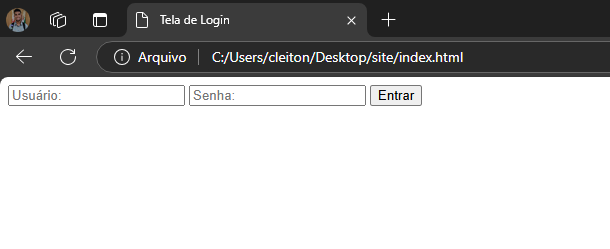 Tela de Login
Arquivo C:/Users/cleiton/Desktop/site/index.html
Usuário: Senha: Entrar